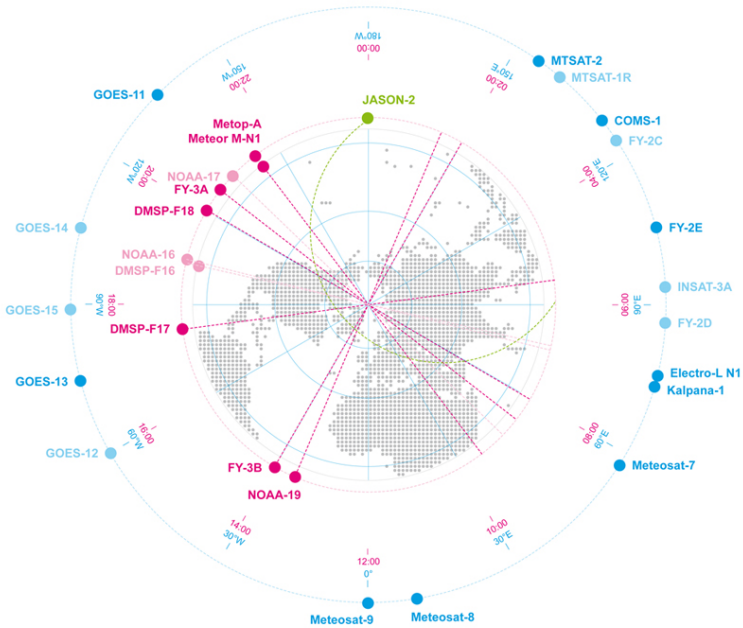 180°W
00:00
150°W
22:00
150°E
02:00
MTSAT-2
MTSAT-1R
GOES-11
JASON-2
COMS-1
FY-2C
Metop-A
Meteor M-N1
120°W
20:00
120°E
04:00
NOAA-17
FY-3A
DMSP-F18
GOES-14
FY-2E
NOAA-16
DMSP-F16
INSAT-3A
GOES-15
90°W
18:00
06:00
90°E
FY-2D
DMSP-F17
GOES-13
Electro-L N1
Kalpana-1
60°W
16:00
08:00
60°E
GOES-12
FY-3B
Meteosat-7
NOAA-19
14:00
30°W
10:00
30°E
12:00
0°
Meteosat-9
Meteosat-8